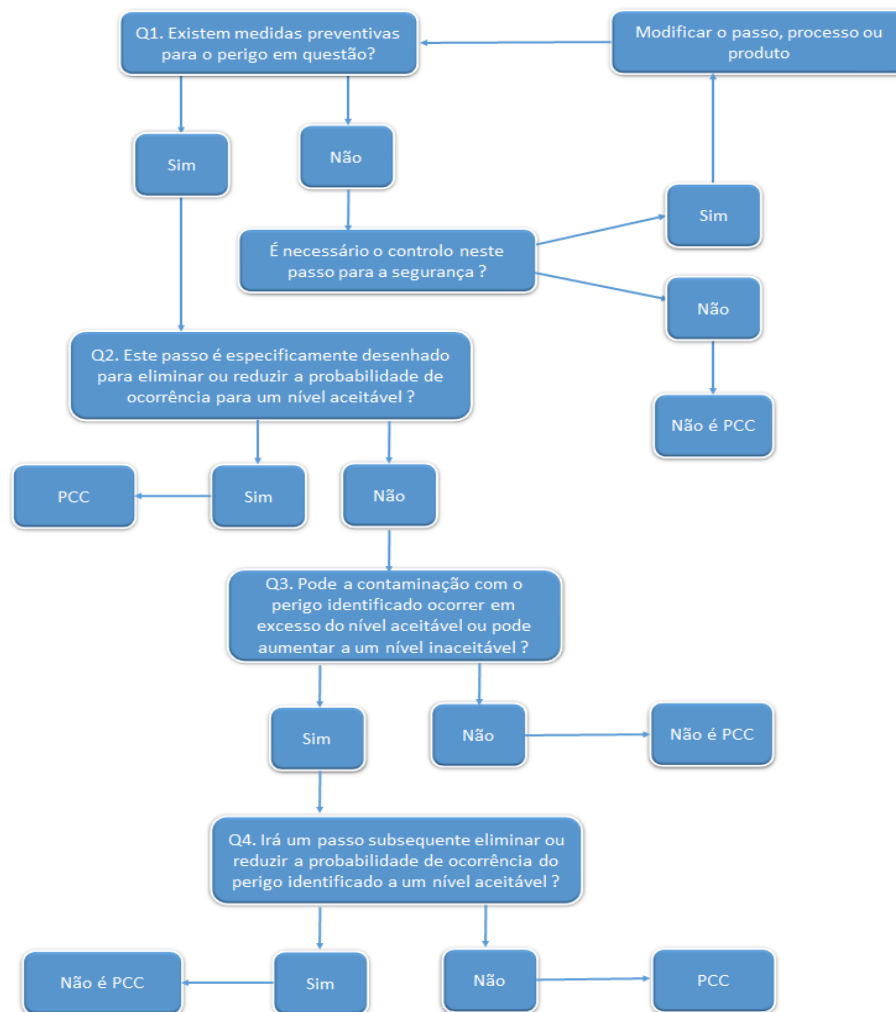 Q1. Existem medidas preventivas
para o perigo em questão?
Modificar o passo, processo ou
produto
Sim
Não
Sim
É necessário o controlo neste
passo para a segurança ?
Não
Q2. Este passo é especificamente desenhado
para eliminar ou reduzir a probabilidade de
ocorrência para um nível aceitável ?
Não é PCC
PCC
Sim
Não
Q3. Pode a contaminação com o
perigo identificado ocorrer em
excesso do nível aceitável ou pode
aumentar a um nível inaceitável ?
Sim
Não
Não é PCC
Q4. Irá um passo subsequente eliminar ou
reduzir a probabilidade de ocorrência do
perigo identificado a um nível aceitável ?
Não é PCC
Sim
Não
PCC